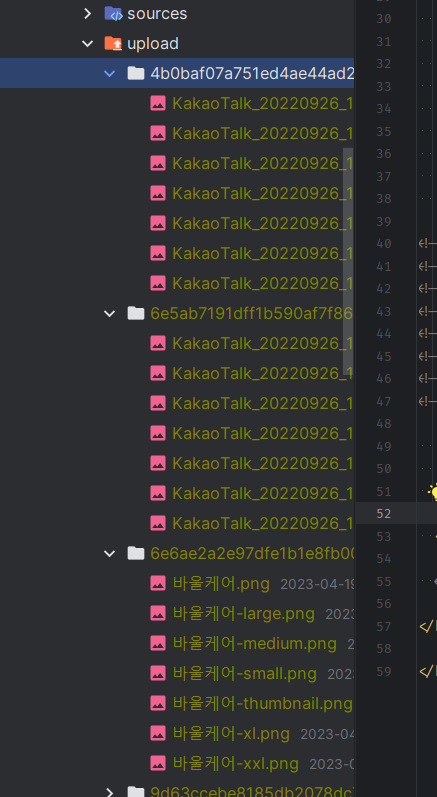 sources
upload
4b0baf07a751ed4ae44ad2
KakaoTalk_20220926_1
KakaoTalk_20220926_1
KakaoTalk_20220926_1
KakaoTalk_20220926_1
KakaoTalk_20220926_1
KakaoTalk_20220926_1
KakaoTalk_20220926_1
6e5ab7191dff1b590af7f86
KakaoTalk_20220926_1
KakaoTalk_20220926_1
KakaoTalk_20220926_1
KakaoTalk_20220926_1
KakaoTalk_20220926_1
KakaoTalk_20220926_1
KakaoTalk_20220926_1
6e6ae2a2e97dfe1b1e8fb00
바울케어.png 2023-04-19
바울케어-large.png 2023
바울케어-medium.png 2
바울케어-small.png 2023
바울케어-thumbnail.png
바울케어-xl.png 2023-04
바울케어-xxl.png 2023-0
9d63ccebe8185db2078dc
30
31
32
33
34
35
36
37
38
39
40 <!--
41 <!--
42 <!--
43 <!--
44 <!--
45 <!--
46 <!--
47 <!--
48
49
50
51
52
53
54
55 <
56
57 </
58
59 </